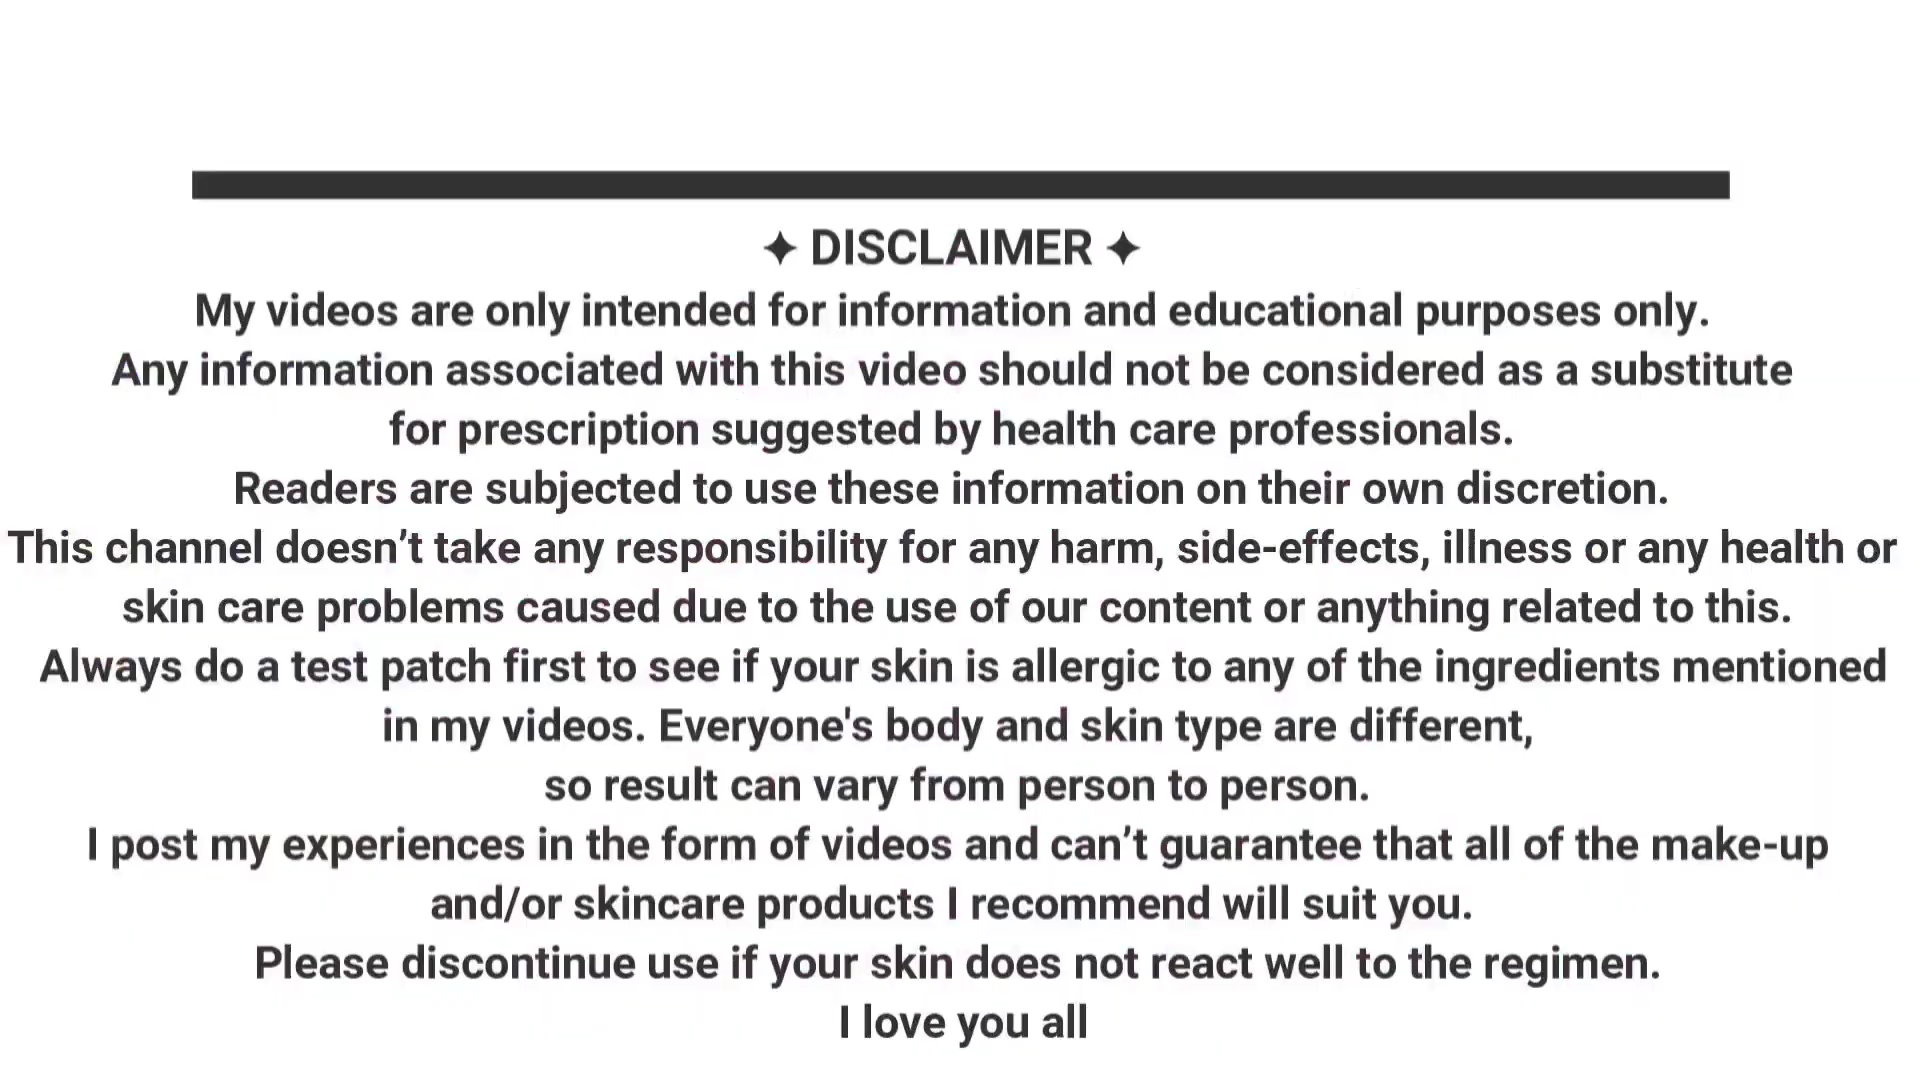 ✦ DISCLAIMER ✦
My videos are only intended for information and educational purposes only.
Any information associated with this video should not be considered as a substitute
for prescription suggested by health care professionals.
Readers are subjected to use these information on their own discretion.
This channel doesn’t take any responsibility for any harm, side-effects, illness or any health or
skin care problems caused due to the use of our content or anything related to this.
Always do a test patch first to see if your skin is allergic to any of the ingredients mentioned
in my videos. Everyone's body and skin type are different,
so result can vary from person to person.
I post my experiences in the form of videos and can’t guarantee that all of the make-up
and/or skincare products I recommend will suit you.
Please discontinue use if your skin does not react well to the regimen.
I love you all